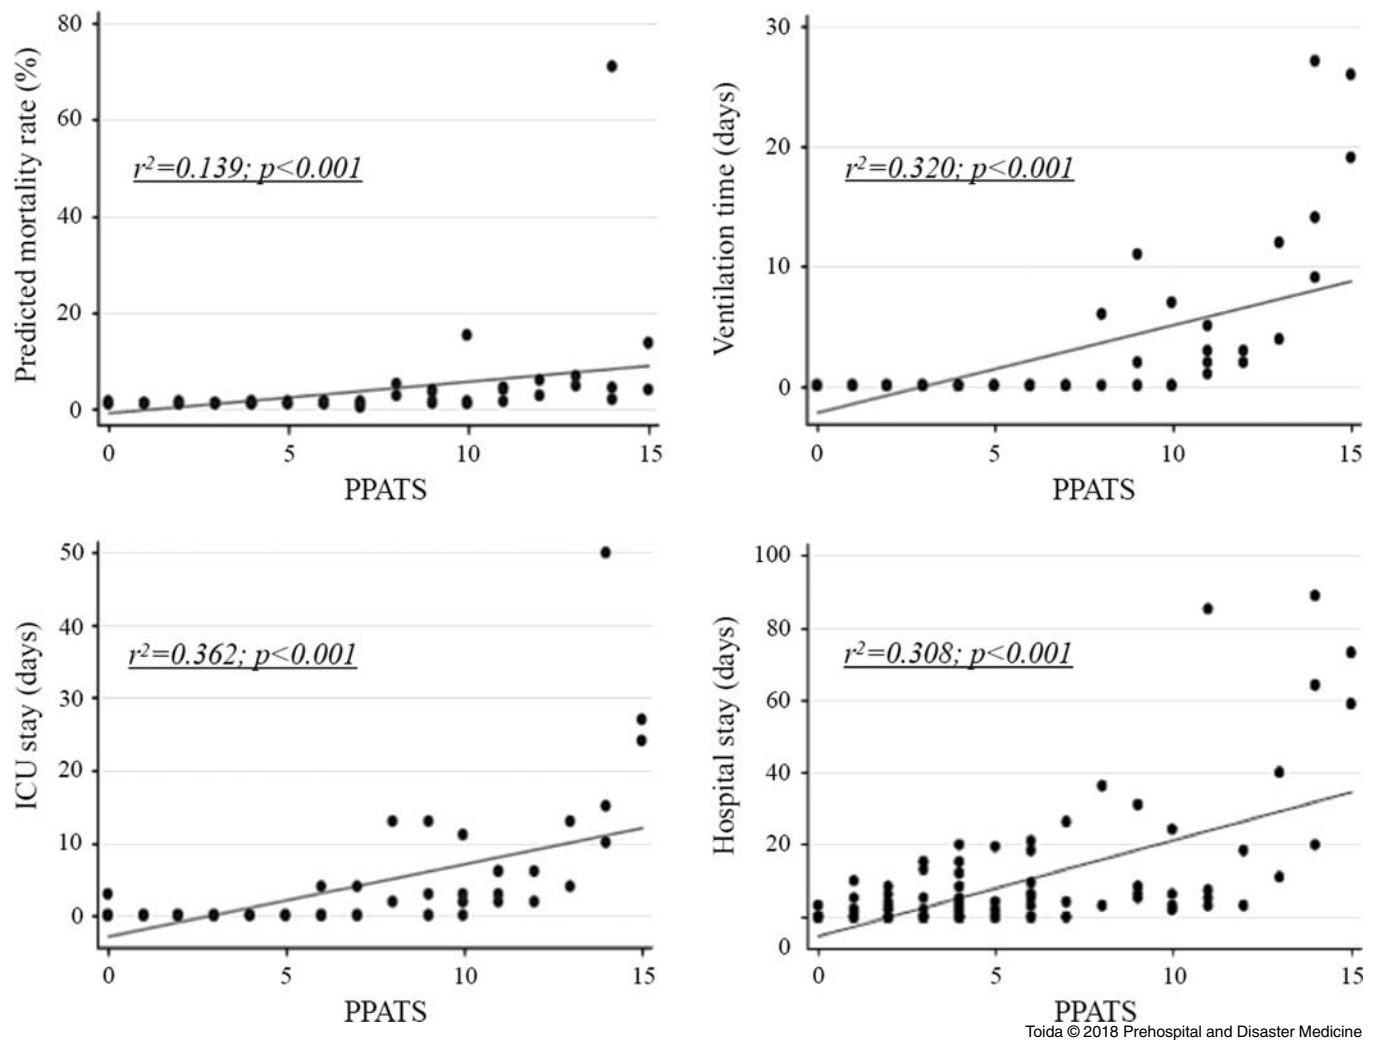 80
60
40
20
0
Predicted mortality rate (%)
r²=0.139; p<0.001
0 5 10 15
PPATS
30
20
10
0
Ventilation time (days)
r²=0.320; p<0.001
0 5 10 15
PPATS
50
40
30
20
10
0
ICU stay (days)
r²=0.362; p<0.001
0 5 10 15
PPATS
100
80
60
40
20
0
Hospital stay (days)
r²=0.308; p<0.001
0 5 10 15
PPATS
Toida © 2018 Prehospital and Disaster Medicine